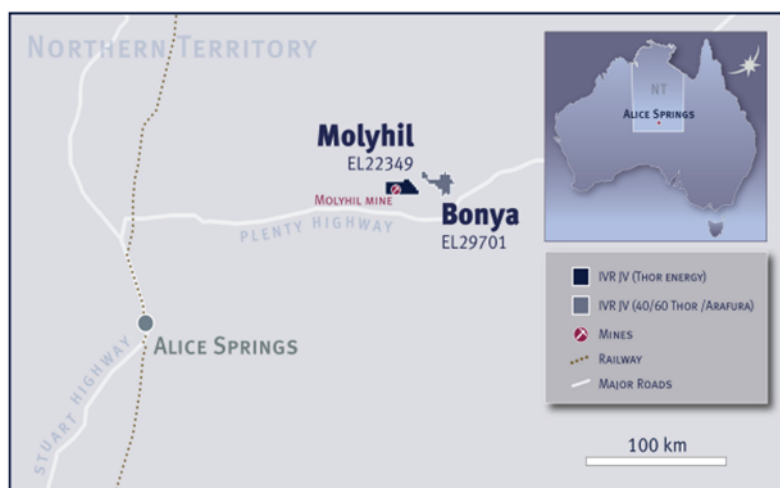 NORTHERN TERRITORY
Molyhil
EL22349
MOLYHIL MINE
PLENTY HIGHWAY
Bonya
EL29701
ALICE SPRINGS
STUART HIGHWAY
NT
ALICE SPRINGS
IVR JV (THOR ENERGY)
IVR JV (40/60 THOR /ARAFURA)
MINES
RAILWAY
MAJOR ROADS
100 km